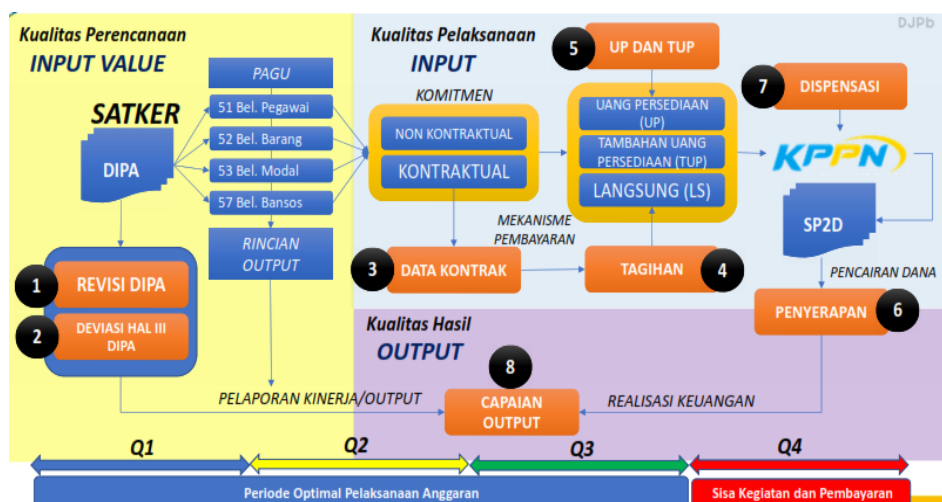 Kualitas Perencanaan
INPUT VALUE
SATKER
DIPA
PAGU
51 Bel. Pegawai
52 Bel. Barang
53 Bel. Modal
57 Bel. Bansos
RINCIAN
OUTPUT
1
REVISI DIPA
2
DEVIASI HAL III
DIPA
Kualitas Pelaksanaan
INPUT
DJPb
KOMITMEN
NON KONTRAKTUAL
KONTRAKTUAL
5
UP DAN TUP
UANG PERSEDIAAN
(UP)
TAMBAHAN UANG
PERSEDIAAN (TUP)
LANGSUNG (LS)
7
DISPENSASI
KPPN
SP2D
MEKANISME
PEMBAYARAN
3
DATA KONTRAK
TAGIHAN
4
PENCAIRAN DANA
PENYERAPAN
6
Kualitas Hasil
OUTPUT
8
CAPAIAN
OUTPUT
PELAPORAN KINERJA/OUTPUT
REALISASI KEUANGAN
Q1
Q2
Q3
Q4
Periode Optimal Pelaksanaan Anggaran
Sisa Kegiatan dan Pembayaran